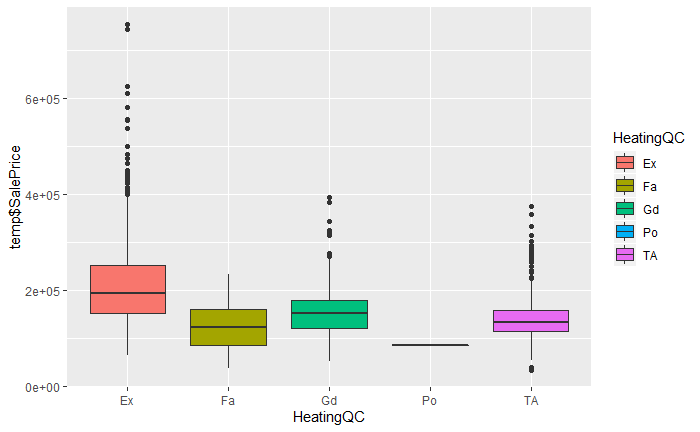 temp$SalePrice
6e+05
4e+05
2e+05
0e+00
Ex Fa Gd Po TA
HeatingQC
HeatingQC
Ex
Fa
Gd
Po
TA